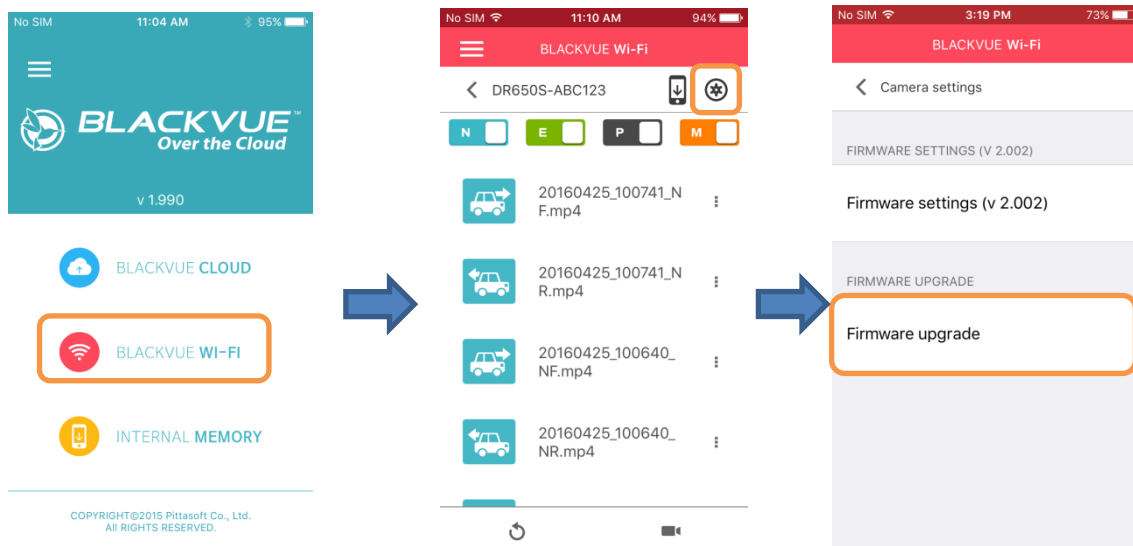 No SIM 11:04 AM 95%
BLACKVUE™
Over the Cloud
v 1.990
BLACKVUE CLOUD
BLACKVUE WI-FI
INTERNAL MEMORY
COPYRIGHT©2015 Pittasoft Co., Ltd.
All RIGHTS RESERVED.
No SIM 11:10 AM 94%
BLACKVUE Wi-Fi
DR650S-ABC123
N E P M
20160425_100741_N
F.mp4
20160425_100741_N
R.mp4
20160425_100640_
NF.mp4
20160425_100640_
NR.mp4
No SIM 3:19 PM 73%
BLACKVUE Wi-Fi
Camera settings
FIRMWARE SETTINGS (V 2.002)
Firmware settings (v 2.002)
FIRMWARE UPGRADE
Firmware upgrade